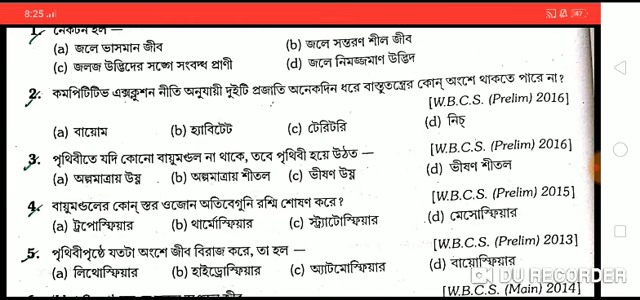 8:25
1. নেকটন হল —
(a) জলে ভাসমান জীব (b) জলে সন্তরণ শীল জীব
(c) জলজ উদ্ভিদের সঙ্গে সংবদ্ধ প্রাণী (d) জলে নিমজ্জমাণ উদ্ভিদ
2. কমপিটিটিভ এক্সক্লুশন নীতি অনুযায়ী দুইটি প্রজাতি অনেকদিন ধরে বাস্তুতন্ত্রের কোন্ অংশে থাকতে পারে না?
[W.B.C.S. (Prelim) 2016]
(a) বায়োম (b) হ্যাবিটেট (c) টেরিটরি (d) নিচ্
3. পৃথিবীতে যদি কোনো বায়ুমণ্ডল না থাকে, তবে পৃথিবী হয়ে উঠত — [W.B.C.S. (Prelim) 2016]
(a) অল্পমাত্রায় উষ্ণ (b) অল্পমাত্রায় শীতল (c) ভীষণ উষ্ণ (d) ভীষণ শীতল
4. বায়ুমণ্ডলের কোন্ স্তর ওজোন অতিবেগুনি রশ্মি শোষণ করে? [W.B.C.S. (Prelim) 2015]
(a) ট্রপোস্ফিয়ার (b) থার্মোস্ফিয়ার (c) স্ট্র্যাটোস্ফিয়ার (d) মেসোস্ফিয়ার
5. পৃথিবীপৃষ্ঠে যতটা অংশে জীব বিরাজ করে, তা হল — [W.B.C.S. (Prelim) 2013]
(a) লিথোস্ফিয়ার (b) হাইড্রোস্ফিয়ার (c) অ্যাটমোস্ফিয়ার (d) বায়োস্ফিয়ার
DU RECORDER
[W.B.C.S. (Main) 2014]